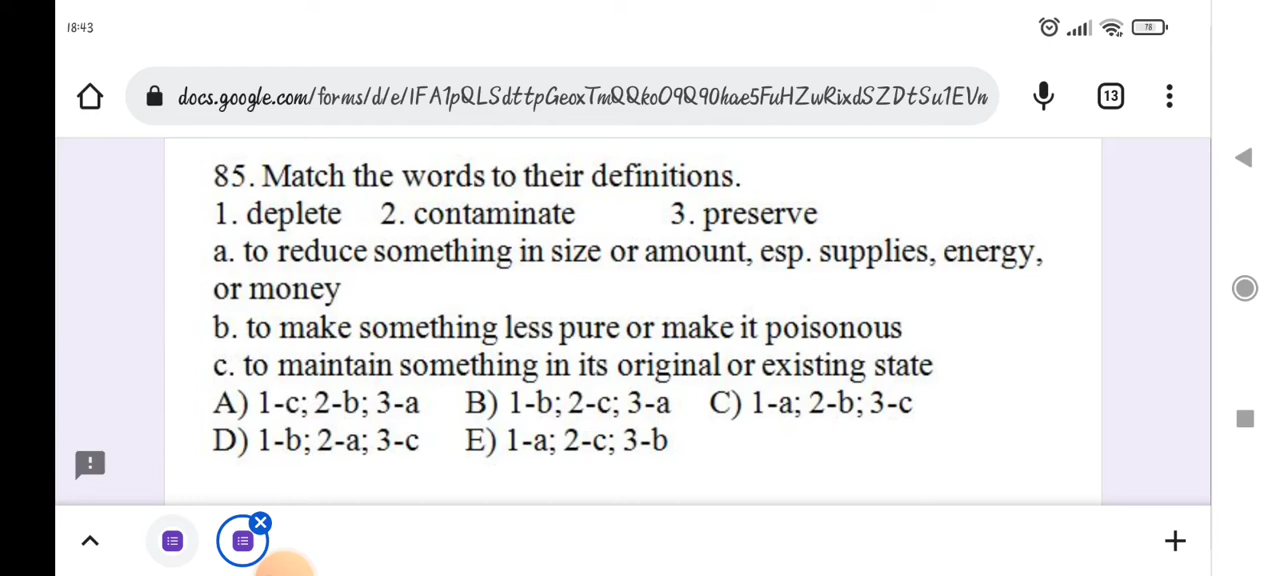 18:43
78
docs.google.com/forms/d/e/1FA1pQLSdttpGeoxTmQQkoO9Q90hae5FuHZwRixdSZDtSu1EVn
13
85. Match the words to their definitions.
1. deplete 2. contaminate 3. preserve
a. to reduce something in size or amount, esp. supplies, energy,
or money
b. to make something less pure or make it poisonous
c. to maintain something in its original or existing state
A) 1-c; 2-b; 3-a B) 1-b; 2-c; 3-a C) 1-a; 2-b; 3-c
D) 1-b; 2-a; 3-c E) 1-a; 2-c; 3-b